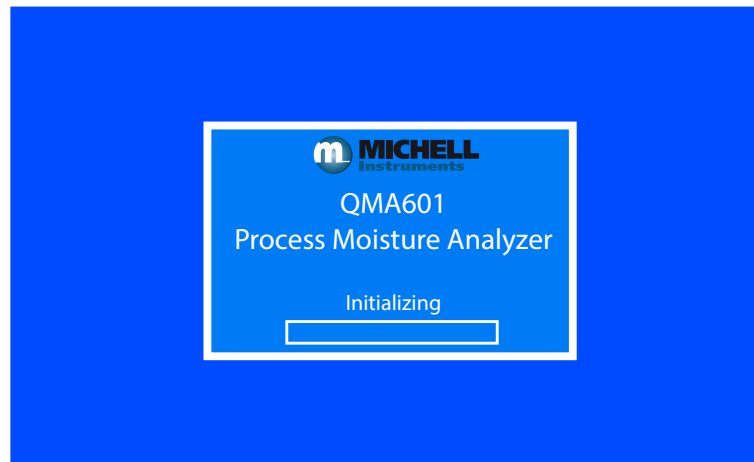 m MICHELL
Instruments
QMA601
Process Moisture Analyzer
Initializing